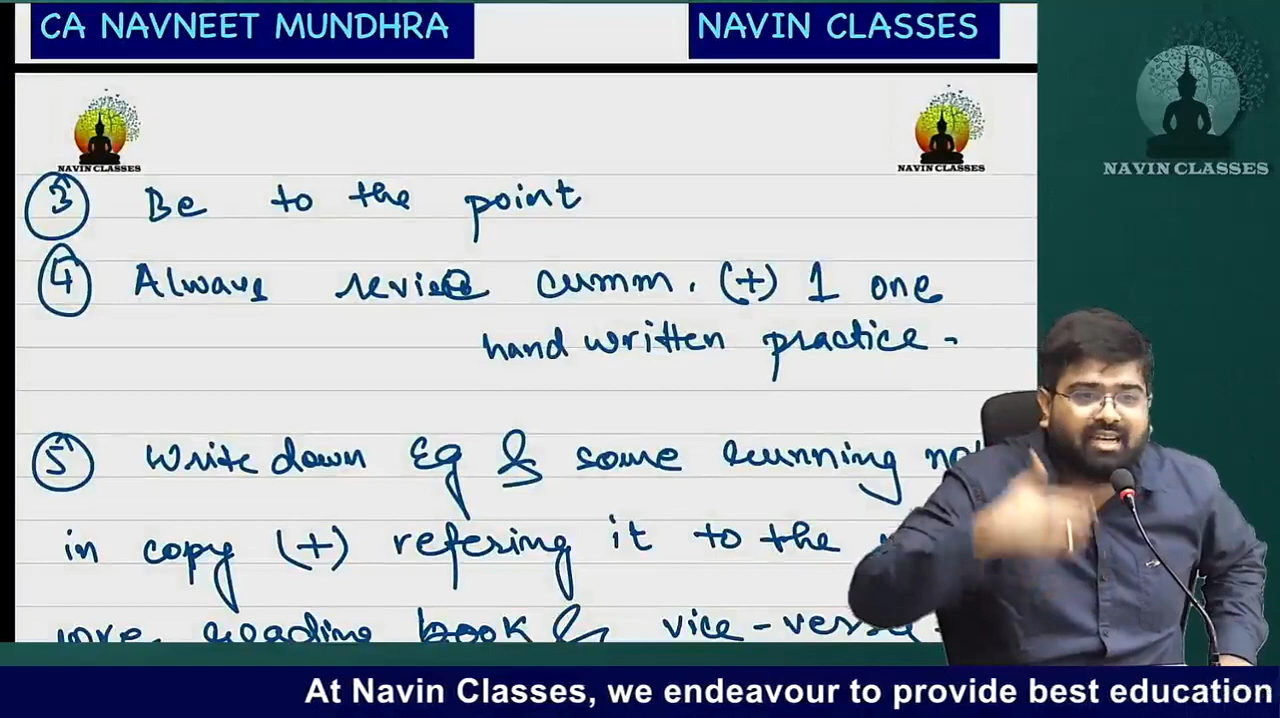 CA NAVNEET MUNDHRA
NAVIN CLASSES
NAVIN CLASSES
NAVIN CLASSES
NAVIN CLASSES
3 Be to the point
4 Always revise cumm. (+) 1 one
hand written practice.
5 Write down Eg & some running
in copy (+) refering it to the
book & vice-versa
At Navin Classes, we endeavour to provide best education